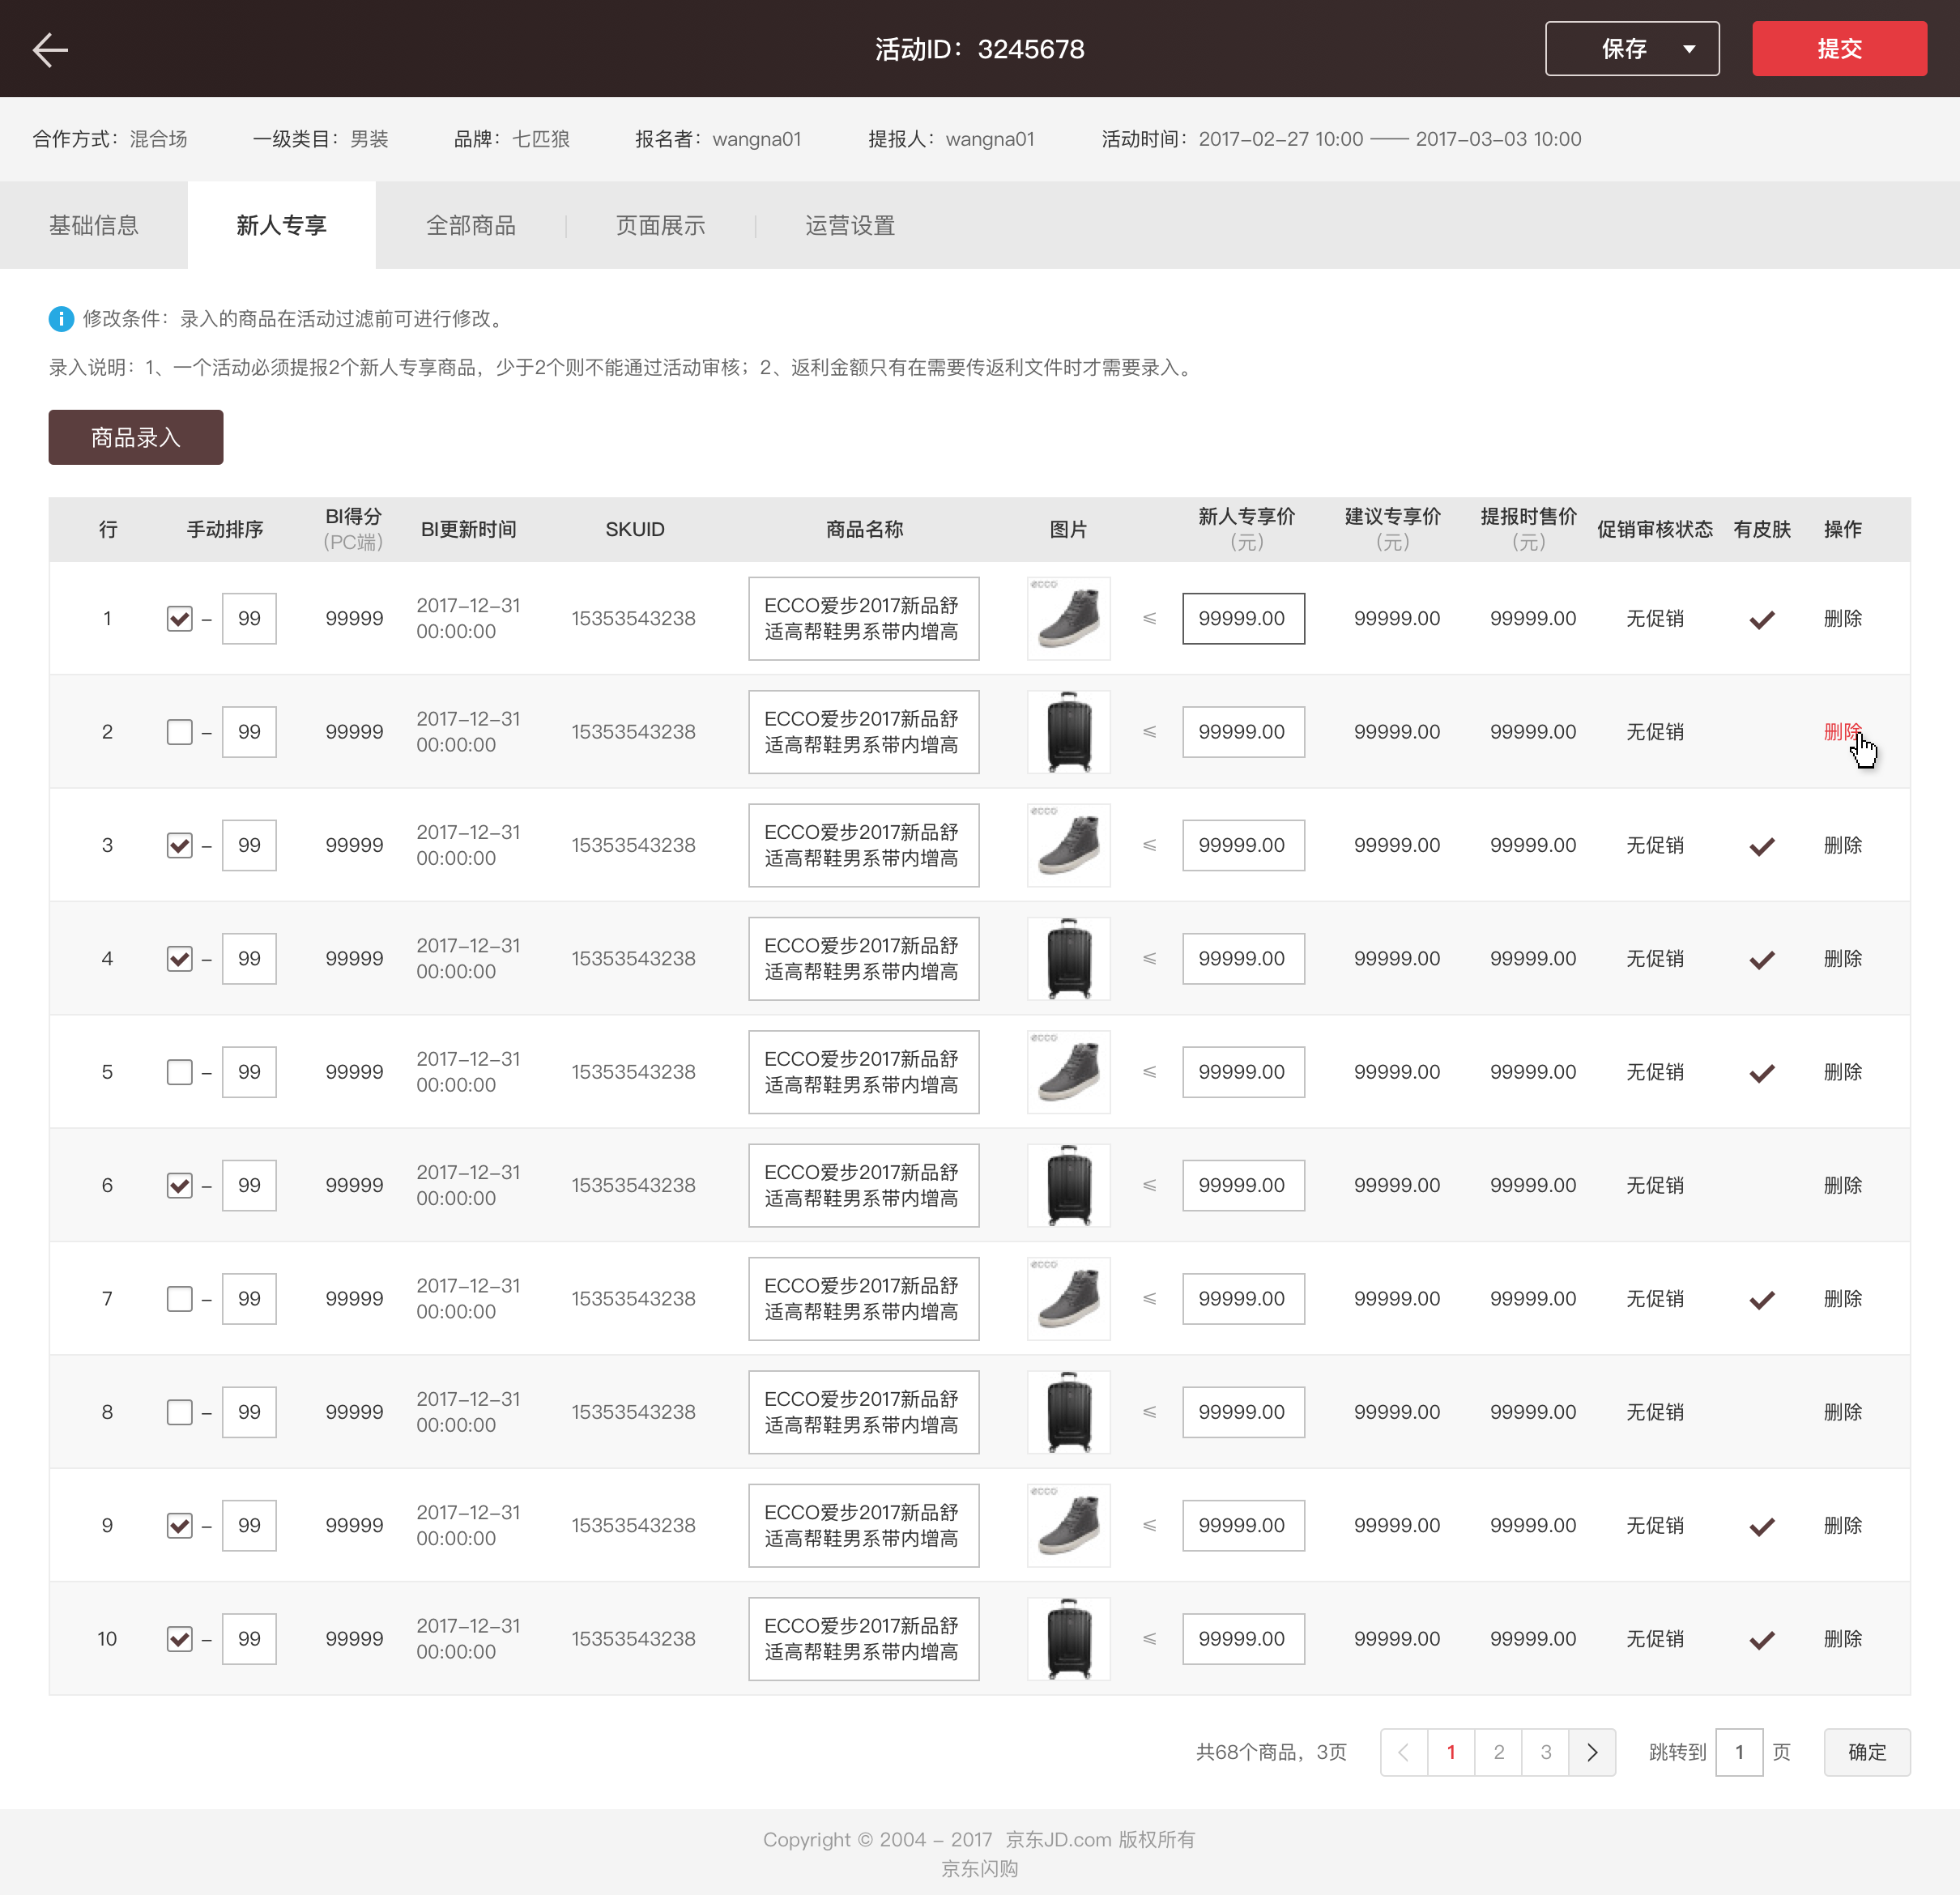 活动ID：3245678
保存
提交
合作方式：混合场 一级类目：男装 品牌：七匹狼 报名者：wangna01 提报人：wangna01 活动时间：2017-02-27 10:00 —— 2017-03-03 10:00
基础信息 新人专享 全部商品 页面展示 运营设置
修改条件：录入的商品在活动过滤前可进行修改。
录入说明：1、一个活动必须提报2个新人专享商品，少于2个则不能通过活动审核；2、返利金额只有在需要传返利文件时才需要录入。
商品录入
行 手动排序 BI得分（PC端） BI更新时间 SKUID 商品名称 图片 新人专享价（元） 建议专享价（元） 提报时售价（元） 促销审核状态 有皮肤 操作
1 – 99 99999 2017-12-31 00:00:00 15353543238 ECCO爱步2017新品舒适高帮鞋男系带内增高 ecco ≤ 99999.00 99999.00 99999.00 无促销 删除
2 – 99 99999 2017-12-31 00:00:00 15353543238 ECCO爱步2017新品舒适高帮鞋男系带内增高 ≤ 99999.00 99999.00 99999.00 无促销 删除
3 – 99 99999 2017-12-31 00:00:00 15353543238 ECCO爱步2017新品舒适高帮鞋男系带内增高 ecco ≤ 99999.00 99999.00 99999.00 无促销 删除
4 – 99 99999 2017-12-31 00:00:00 15353543238 ECCO爱步2017新品舒适高帮鞋男系带内增高 ≤ 99999.00 99999.00 99999.00 无促销 删除
5 – 99 99999 2017-12-31 00:00:00 15353543238 ECCO爱步2017新品舒适高帮鞋男系带内增高 ecco ≤ 99999.00 99999.00 99999.00 无促销 删除
6 – 99 99999 2017-12-31 00:00:00 15353543238 ECCO爱步2017新品舒适高帮鞋男系带内增高 ≤ 99999.00 99999.00 99999.00 无促销 删除
7 – 99 99999 2017-12-31 00:00:00 15353543238 ECCO爱步2017新品舒适高帮鞋男系带内增高 ecco ≤ 99999.00 99999.00 99999.00 无促销 删除
8 – 99 99999 2017-12-31 00:00:00 15353543238 ECCO爱步2017新品舒适高帮鞋男系带内增高 ≤ 99999.00 99999.00 99999.00 无促销 删除
9 – 99 99999 2017-12-31 00:00:00 15353543238 ECCO爱步2017新品舒适高帮鞋男系带内增高 ecco ≤ 99999.00 99999.00 99999.00 无促销 删除
10 – 99 99999 2017-12-31 00:00:00 15353543238 ECCO爱步2017新品舒适高帮鞋男系带内增高 ≤ 99999.00 99999.00 99999.00 无促销 删除
共68个商品，3页 1 2 3 跳转到 1 页 确定
Copyright © 2004 – 2017 京东JD.com 版权所有
京东闪购